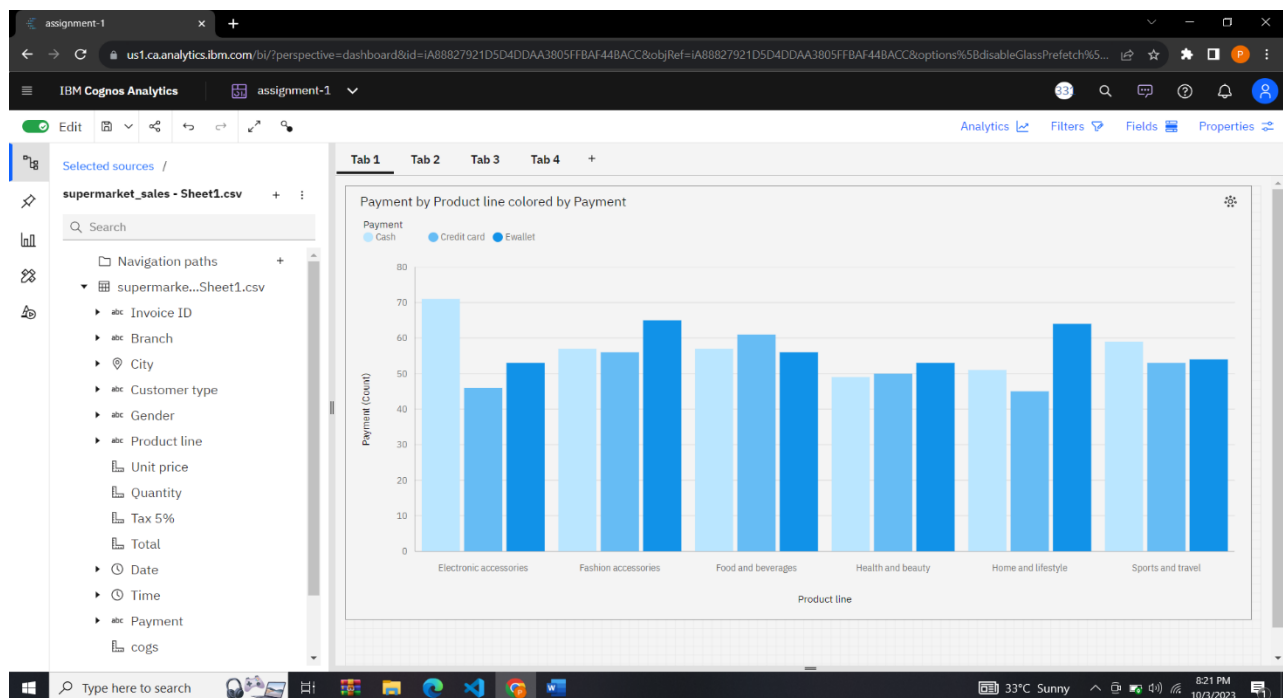 assignment-1
us1.ca.analytics.ibm.com/bi/?perspective=dashboard&id=iA88827921D5D4DDAA3805FFBAF44BACC&objRef=iA88827921D5D4DDAA3805FFBAF44BACC&options%5BdisableGlassPrefetch%5...
P
IBM Cognos Analytics
assignment-1
Edit
Analytics Filters Fields Properties
Selected sources /
supermarket_sales - Sheet1.csv
Search
Navigation paths
supermarke...Sheet1.csv
abc Invoice ID
abc Branch
City
abc Customer type
abc Gender
abc Product line
Unit price
Quantity
Tax 5%
Total
Date
Time
abc Payment
cogs
Tab 1 Tab 2 Tab 3 Tab 4 +
Payment by Product line colored by Payment
Payment
Cash Credit card Ewallet
80
70
60
50
40
30
20
10
0
Payment (Count)
Electronic accessories Fashion accessories Food and beverages Health and beauty Home and lifestyle Sports and travel
Product line
Type here to search
33°C Sunny
8:21 PM
10/3/2023